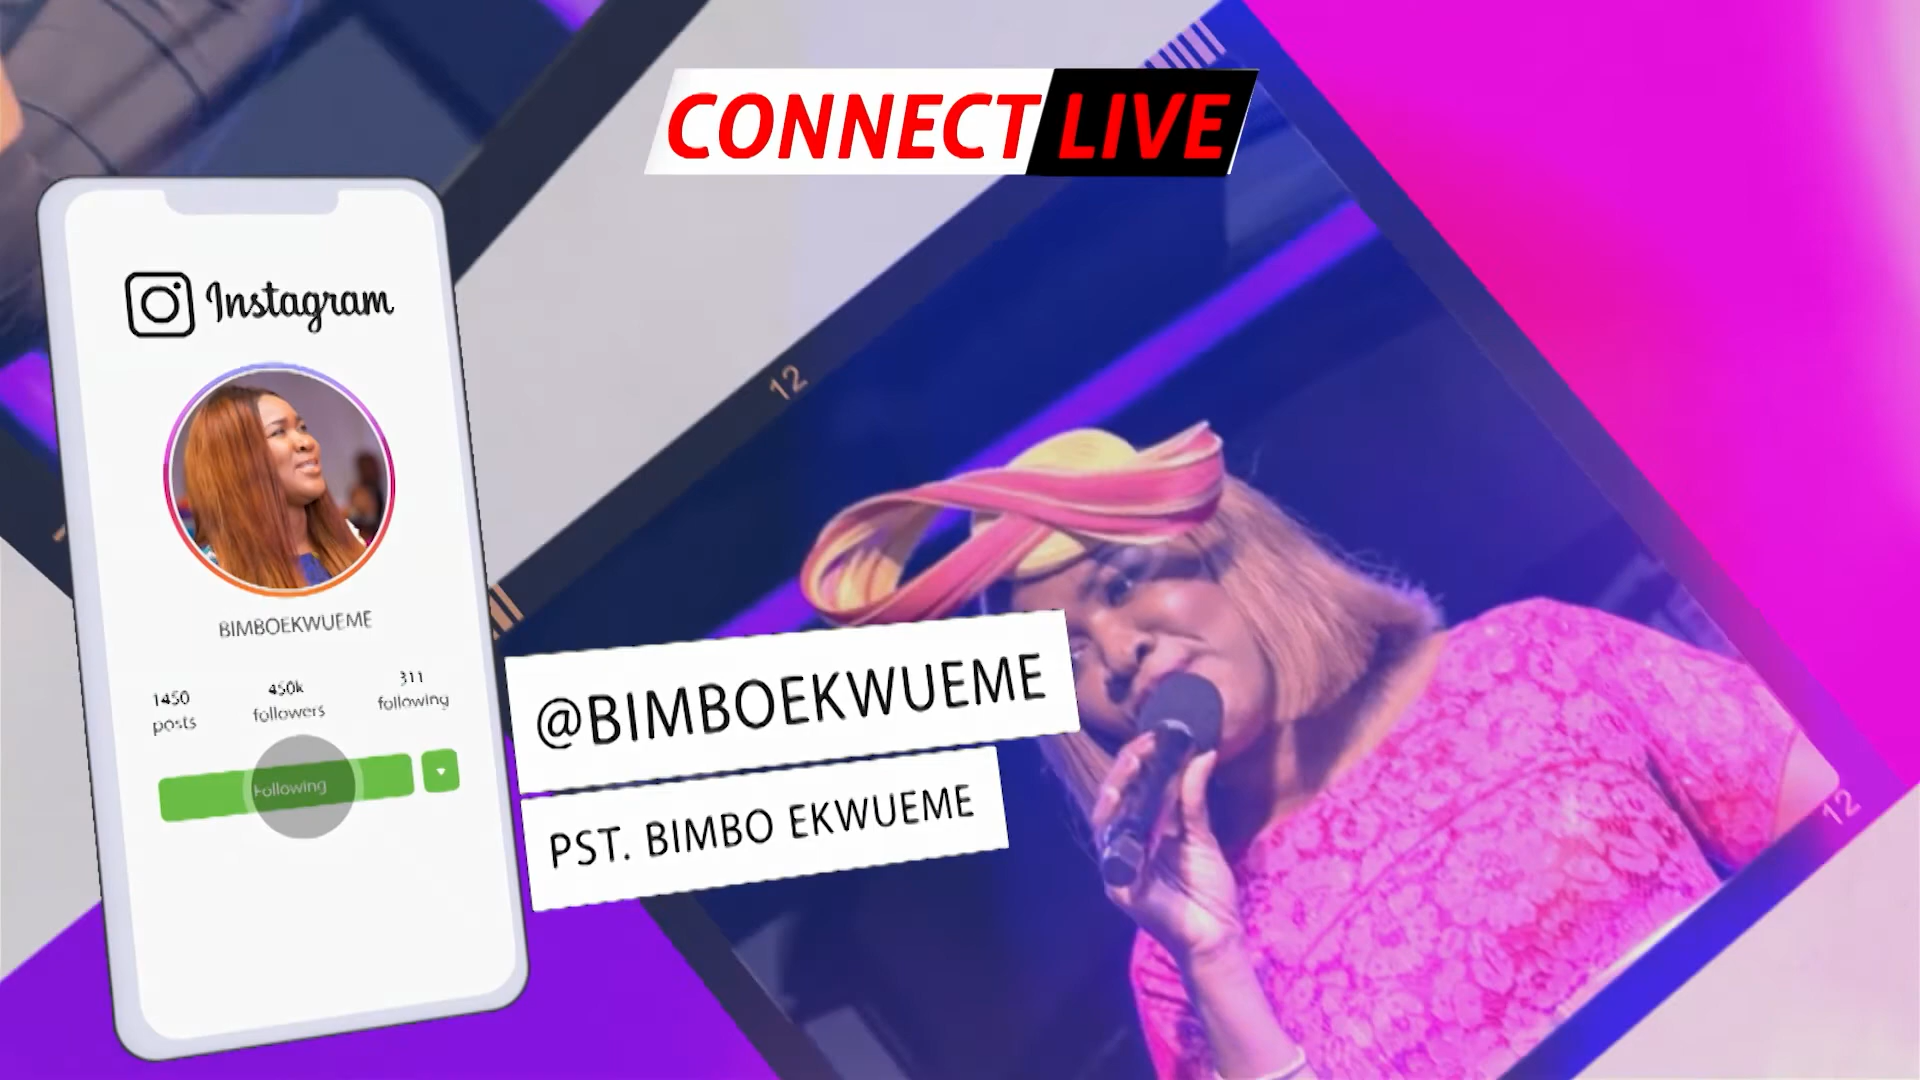 CONNECT LIVE
Instagram
BIMBOEKWUEME
1450
posts
450k
followers
311
following
Following
@BIMBOEKWUEME
PST. BIMBO EKWUEME
12
12